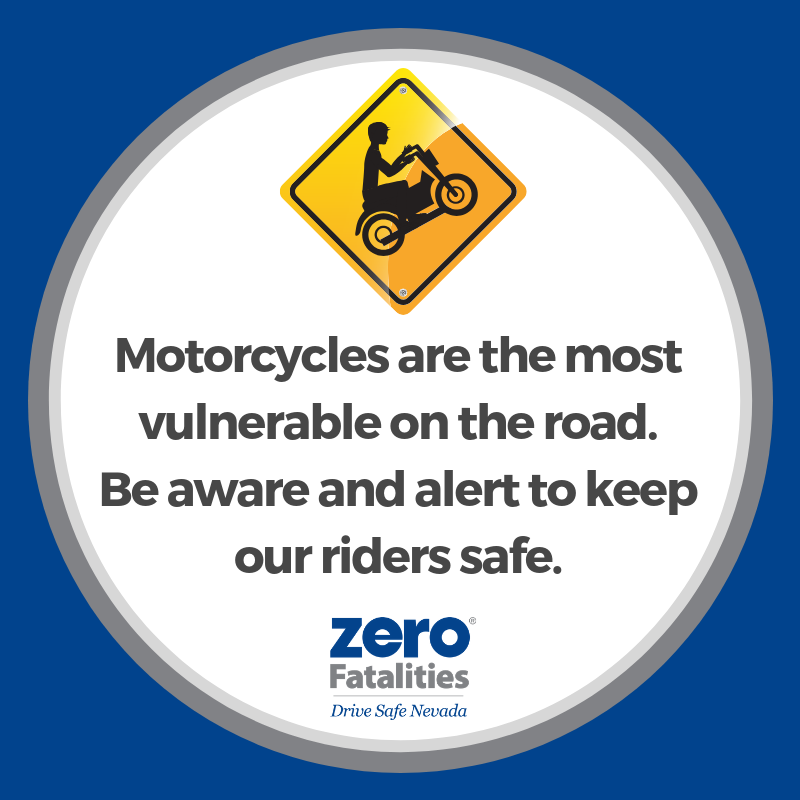 Motorcycles are the most
vulnerable on the road.
Be aware and alert to keep
our riders safe.
zero®
Fatalities
Drive Safe Nevada